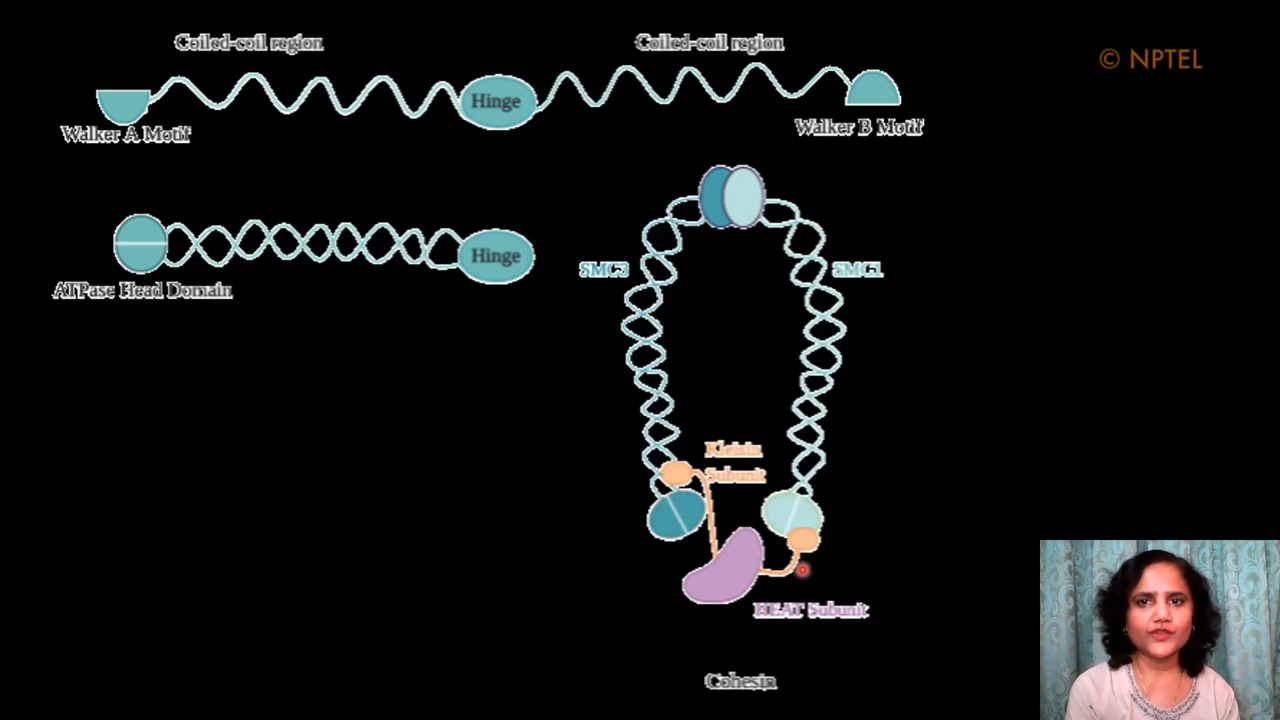 Coiled-coil region
Coiled-coil region
© NPTEL
Hinge
Walker A Motif
Walker B Motif
Hinge
SMC3
SMC1
ATPase Head Domain
Kleisin
Subunit
HEAT Subunit
Cohesin